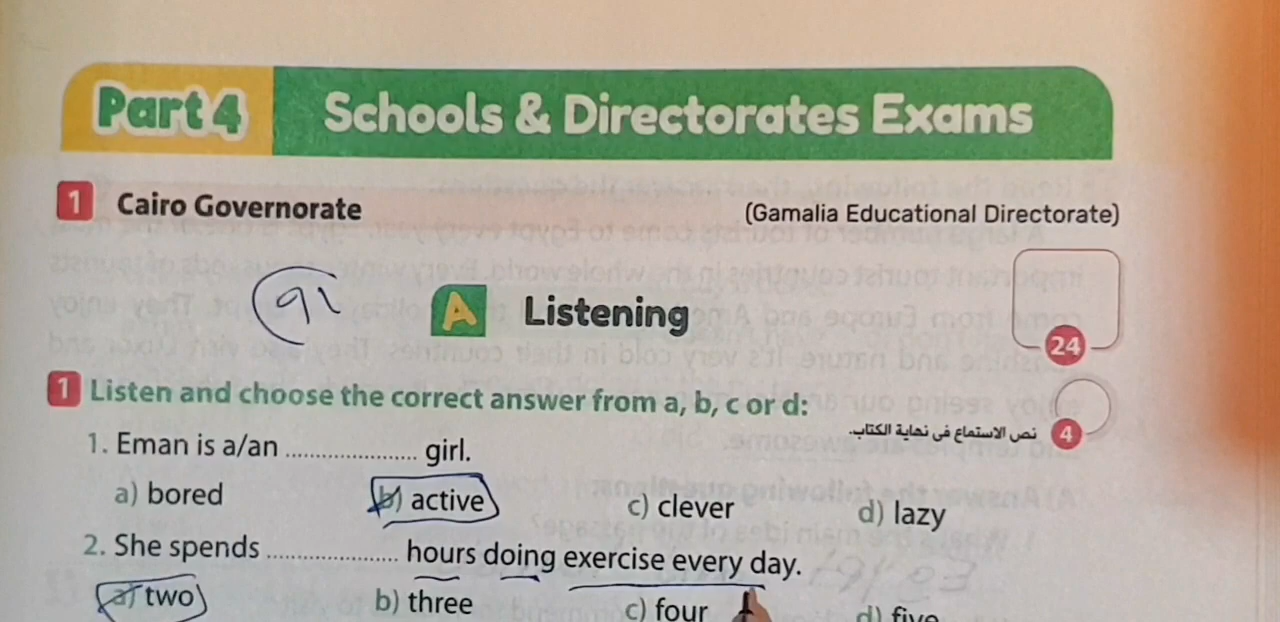 Part 4 Schools & Directorates Exams
1 Cairo Governorate (Gamalia Educational Directorate)
A Listening
24
1 Listen and choose the correct answer from a, b, c or d:
نص الاستماع فى نهاية الكتاب. 4
1. Eman is a/an .................... girl.
a) bored b) active c) clever d) lazy
2. She spends .................... hours doing exercise every day.
a) two b) three c) four d) five